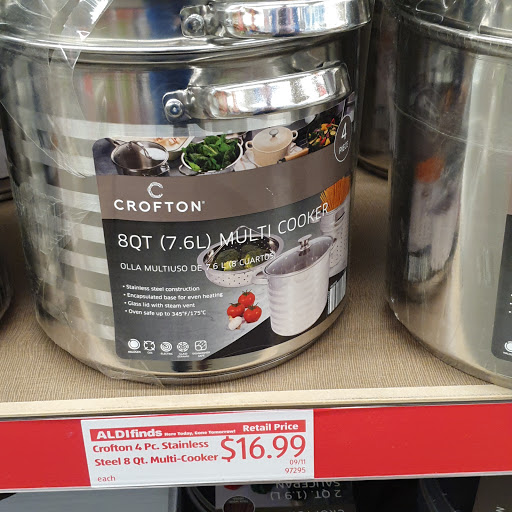 4
PIECE
C
CROFTON®
8QT (7.6L) MULTI COOKER
OLLA MULTIUSO DE 7.6 L (8 CUARTOS)
• Stainless steel construction
• Encapsulated base for even heating
• Glass lid with steam vent
• Oven safe up to 345°F/175°C
ALDIfinds Here Today, Gone Tomorrow!
Retail Price
Crofton 4 Pc. Stainless
Steel 8 Qt. Multi-Cooker
$16.99
09/11
each
97295
2 QT (1.9L)
SAUCEPAN